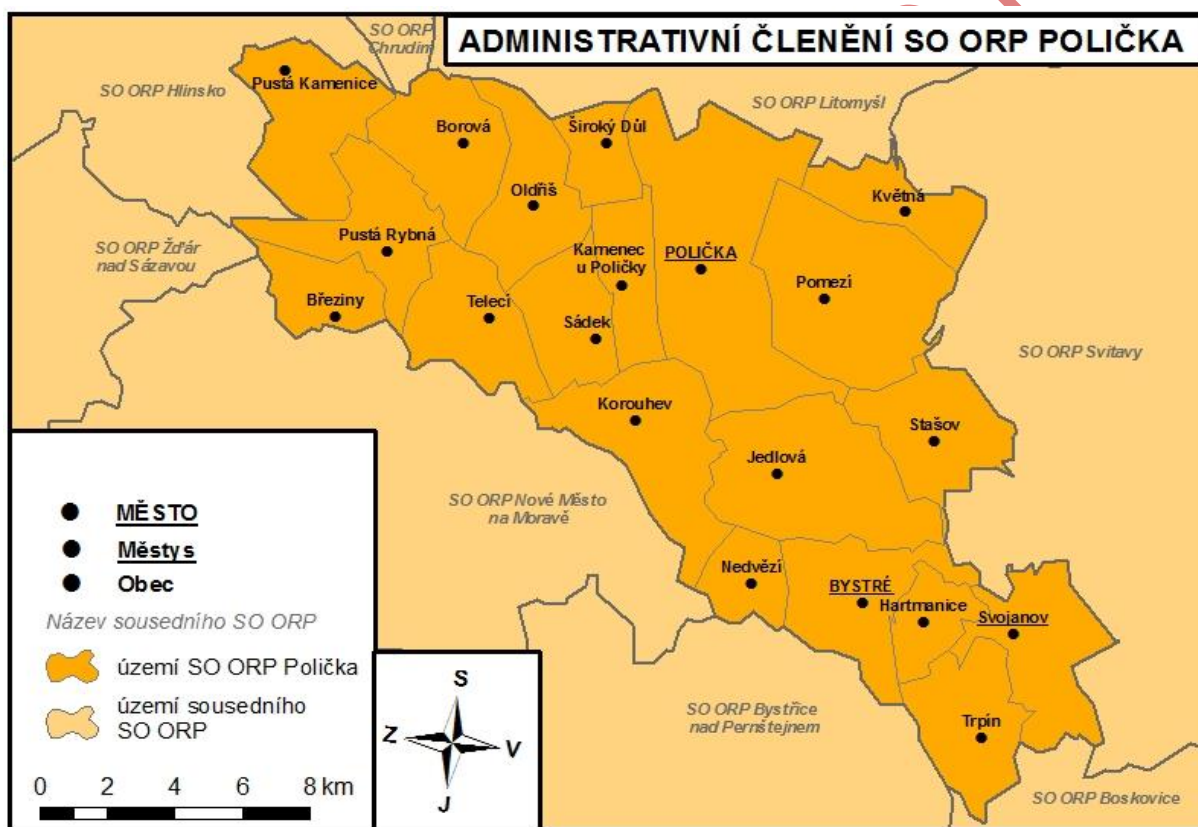 ADMINISTRATIVNÍ ČLENĚNÍ SO ORP POLIČKA
SO ORP
Chrudim
SO ORP Hlinsko
Pustá Kamenice
SO ORP Litomyšl
Borová
Široký Důl
Oldřiš
Květná
Pustá Rybná
SO ORP Žďár
nad Sázavou
Kamenec
u Poličky
POLIČKA
Pomezí
Březiny
Telecí
Sádek
SO ORP Svitavy
Korouhev
Stašov
Jedlová
SO ORP Nové Město
na Moravě
Nedvězí
BYSTRÉ
Hartmanice
Svojanov
SO ORP Bystřice
nad Pernštejnem
Trpín
SO ORP Boskovice
MĚSTO
Městys
Obec
Název sousedního SO ORP
území SO ORP Polička
území sousedního
SO ORP
0 2 4 6 8 km
S
Z
V
J